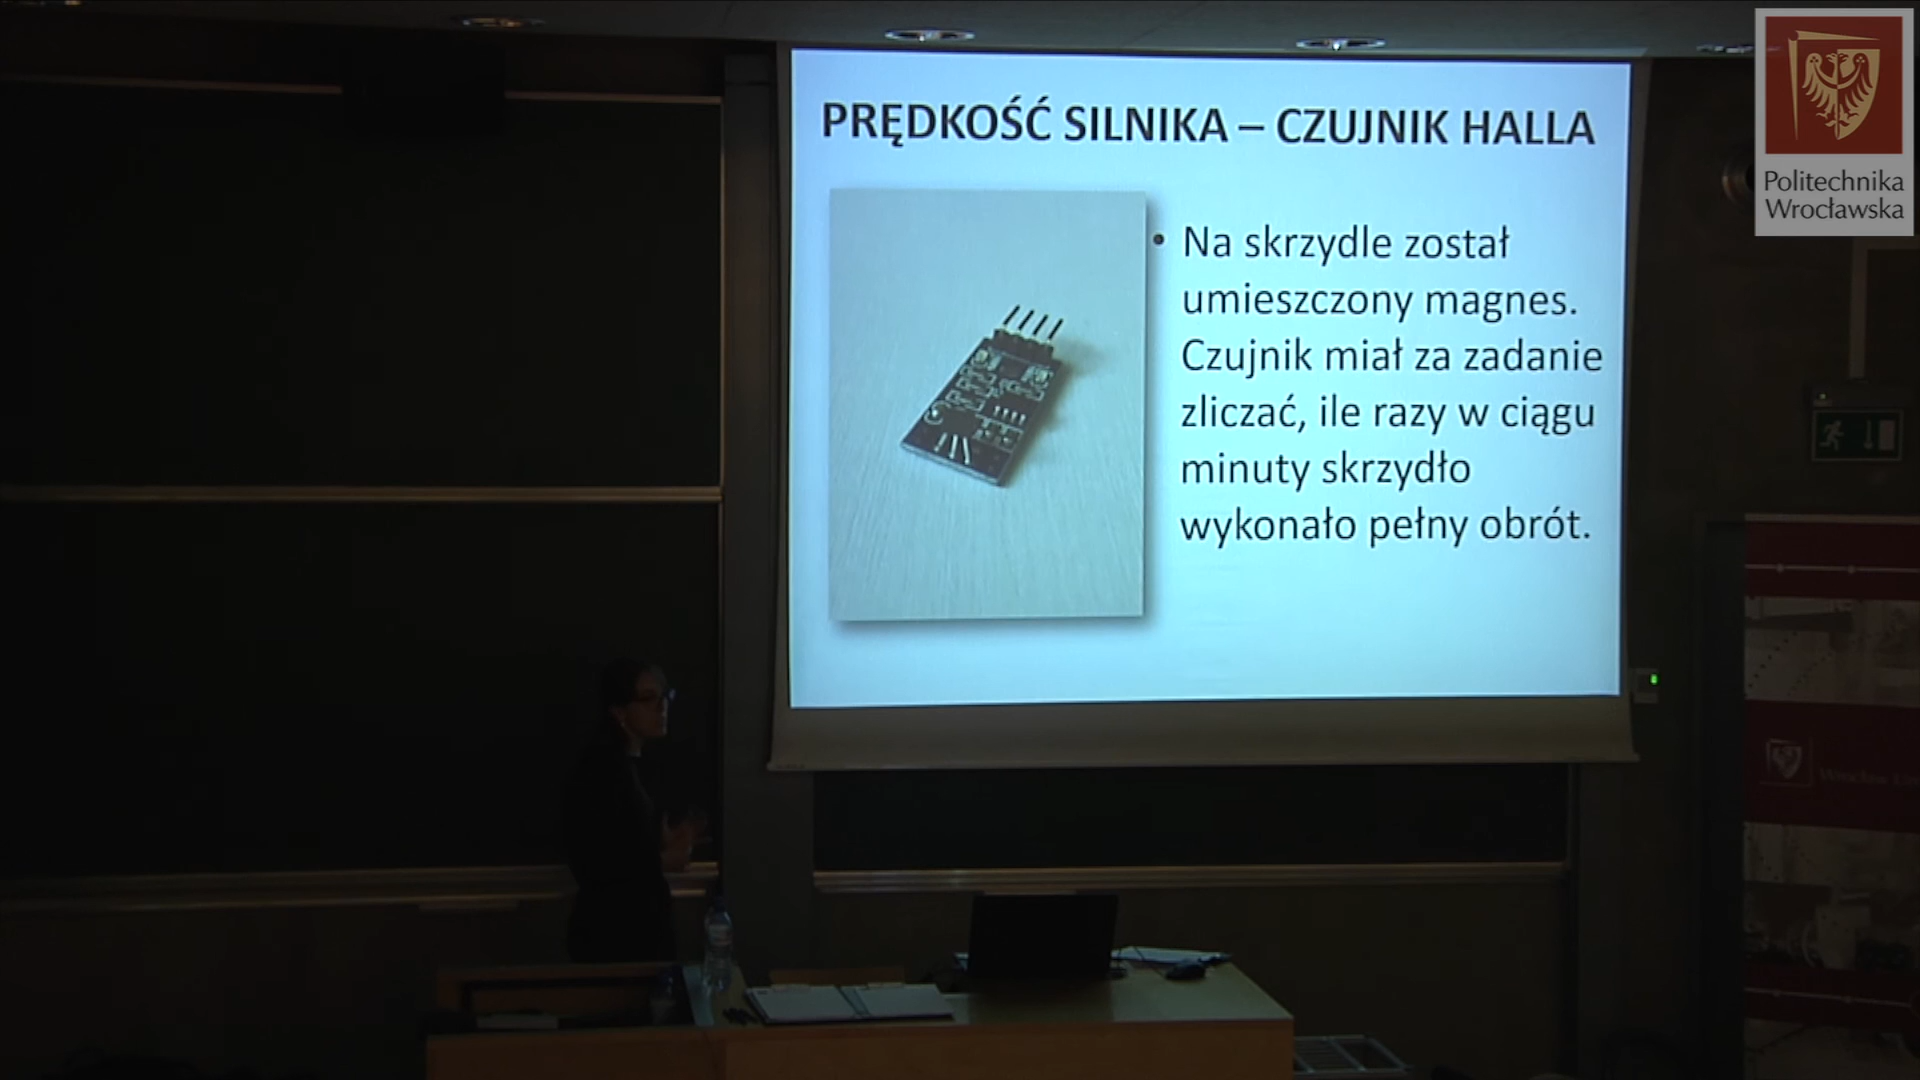 PRĘDKOŚĆ SILNIKA – CZUJNIK HALLA
• Na skrzydle został
umieszczony magnes.
Czujnik miał za zadanie
zliczać, ile razy w ciągu
minuty skrzydło
wykonało pełny obrót.
Politechnika
Wrocławska